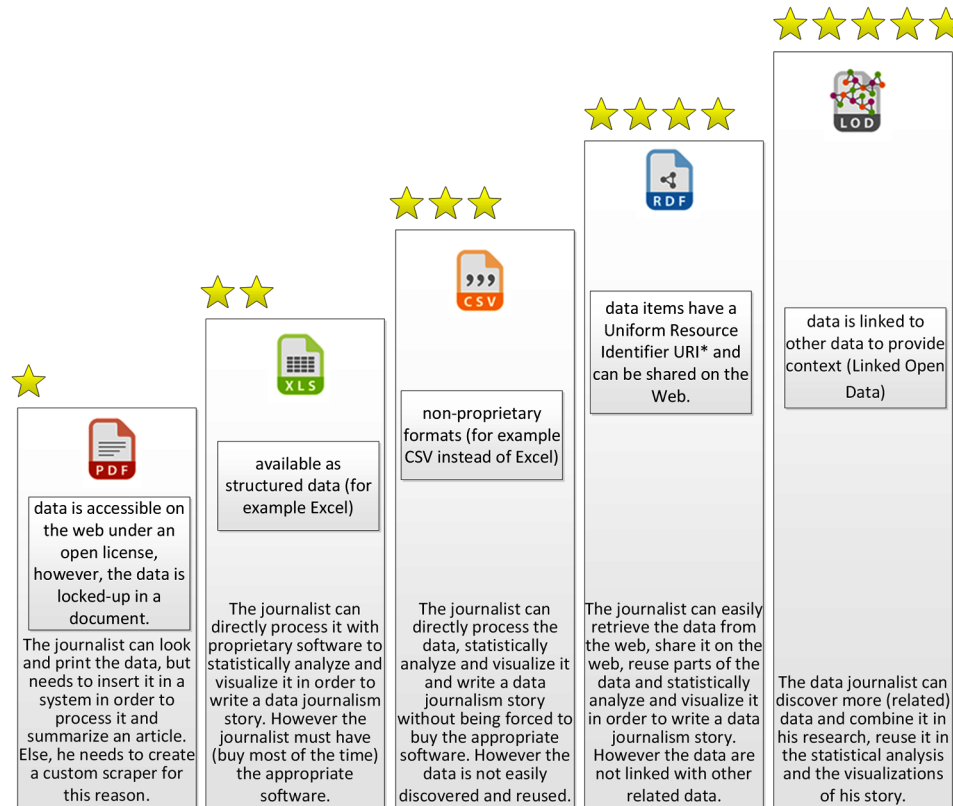 PDF
data is accessible on
the web under an
open license,
however, the data is
locked-up in a
document.
The journalist can look
and print the data, but
needs to insert it in a
system in order to
process it and
summarize an article.
Else, he needs to create
a custom scraper for
this reason.
XLS
available as
structured data (for
example Excel)
The journalist can
directly process it with
proprietary software to
statistically analyze and
visualize it in order to
write a data journalism
story. However the
journalist must have
(buy most of the time)
the appropriate
software.
,,,
CSV
non-proprietary
formats (for example
CSV instead of Excel)
The journalist can
directly process the
data, statistically
analyze and visualize it
and write a data
journalism story
without being forced to
buy the appropriate
software. However the
data is not easily
discovered and reused.
RDF
data items have a
Uniform Resource
Identifier URI* and
can be shared on the
Web.
The journalist can easily
retrieve the data from
the web, share it on the
web, reuse parts of the
data and statistically
analyze and visualize it
in order to write a data
journalism story.
However the data are
not linked with other
related data.
LOD
data is linked to
other data to provide
context (Linked Open
Data)
The data journalist can
discover more (related)
data and combine it in
his research, reuse it in
the statistical analysis
and the visualizations
of his story.